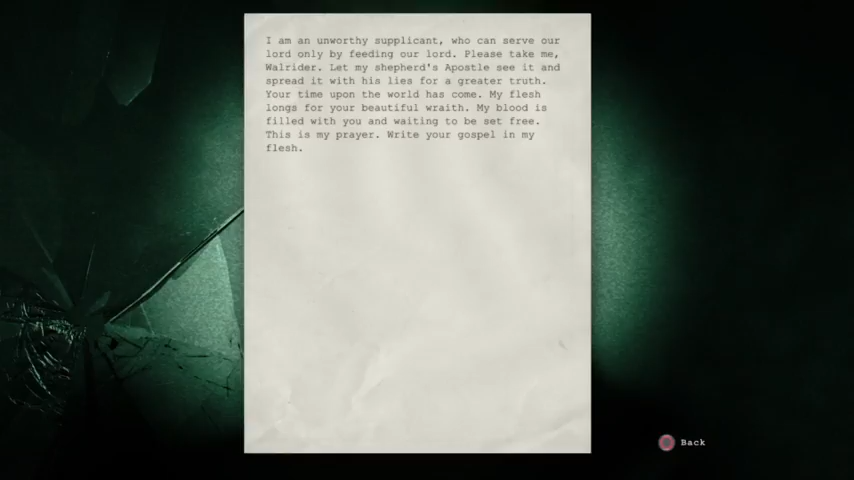 I am an unworthy supplicant, who can serve our
lord only by feeding our lord. Please take me,
Walrider. Let my shepherd's Apostle see it and
spread it with his lies for a greater truth.
Your time upon the world has come. My flesh
longs for your beautiful wraith. My blood is
filled with you and waiting to be set free.
This is my prayer. Write your gospel in my
flesh.
Back